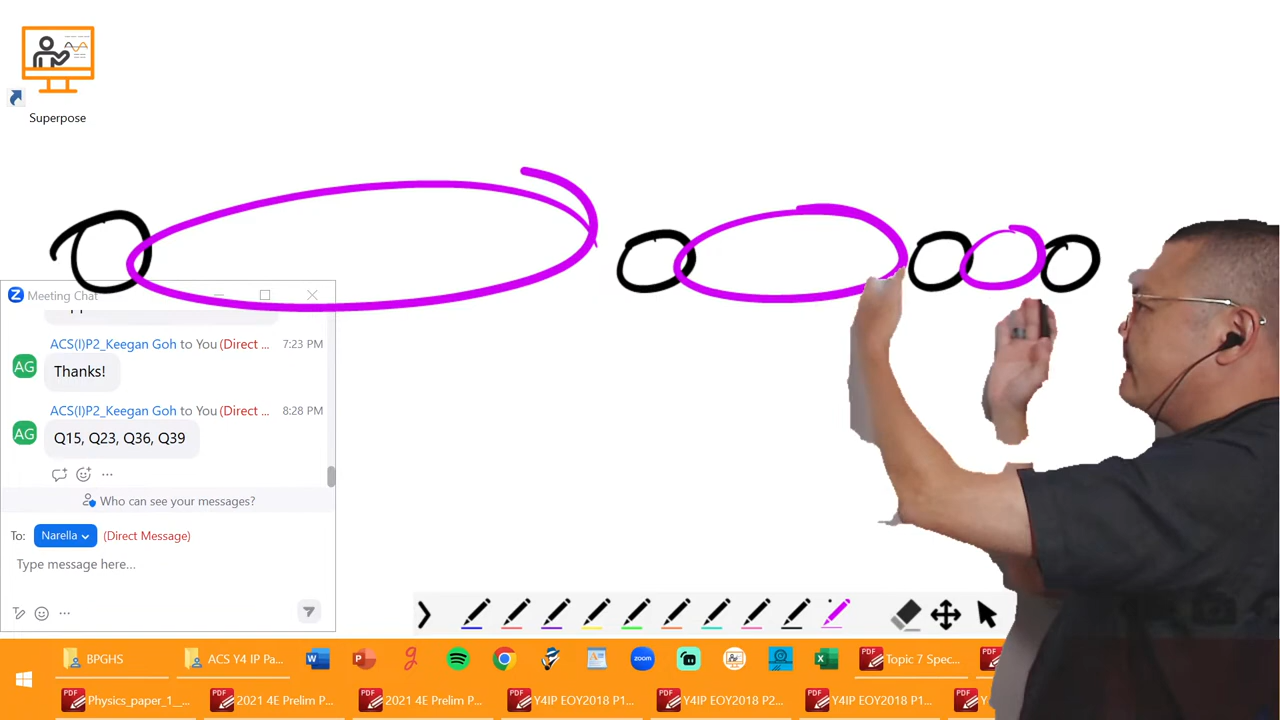 Superpose
Meeting Chat
ACS(I)P2_Keegan Goh to You (Direct ... 7:23 PM
AG
Thanks!
ACS(I)P2_Keegan Goh to You (Direct ... 8:28 PM
AG
Q15, Q23, Q36, Q39
Who can see your messages?
To: Narella (Direct Message)
Type message here...
BPGHS
ACS Y4 IP Pa...
zoom
Topic 7 Spec...
Physics_paper_1_...
2021 4E Prelim P...
2021 4E Prelim P...
Y4IP EOY2018 P1...
Y4IP EOY2018 P2...
Y4IP EOY2018 P1...